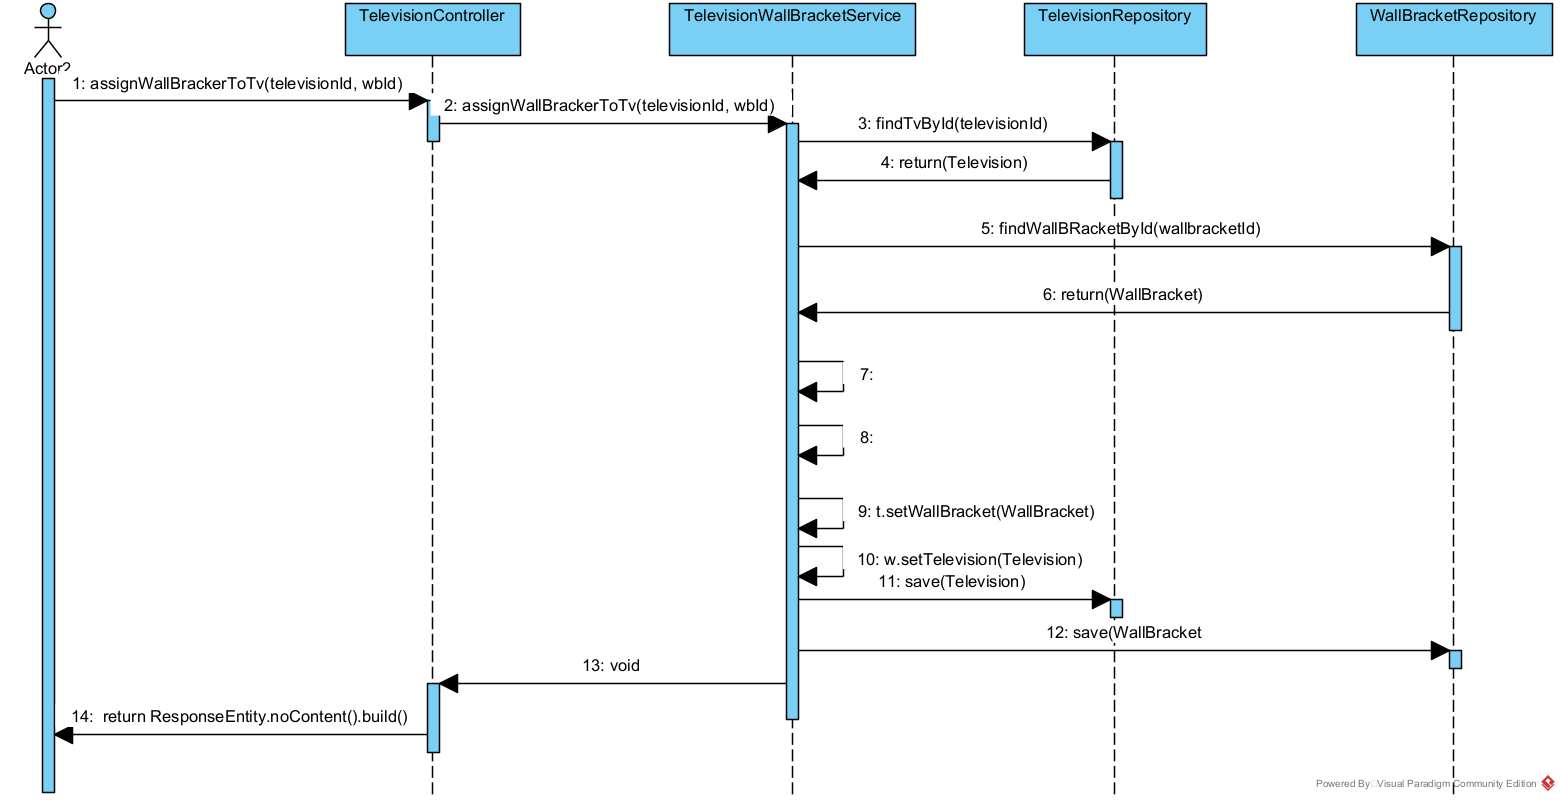 TelevisionController
TelevisionWallBracketService
TelevisionRepository
WallBracketRepository
Actor?
1: assignWallBrackerToTv(televisionId, wbId)
2: assignWallBrackerToTv(televisionId, wbId)
3: findTvById(televisionId)
4: return(Television)
5: findWallBRacketById(wallbracketId)
6: return(WallBracket)
7:
8:
9: t.setWallBracket(WallBracket)
10: w.setTelevision(Television)
11: save(Television)
12: save(WallBracket
13: void
14:  return ResponseEntity.noContent().build()
Powered By Visual Paradigm Community Edition